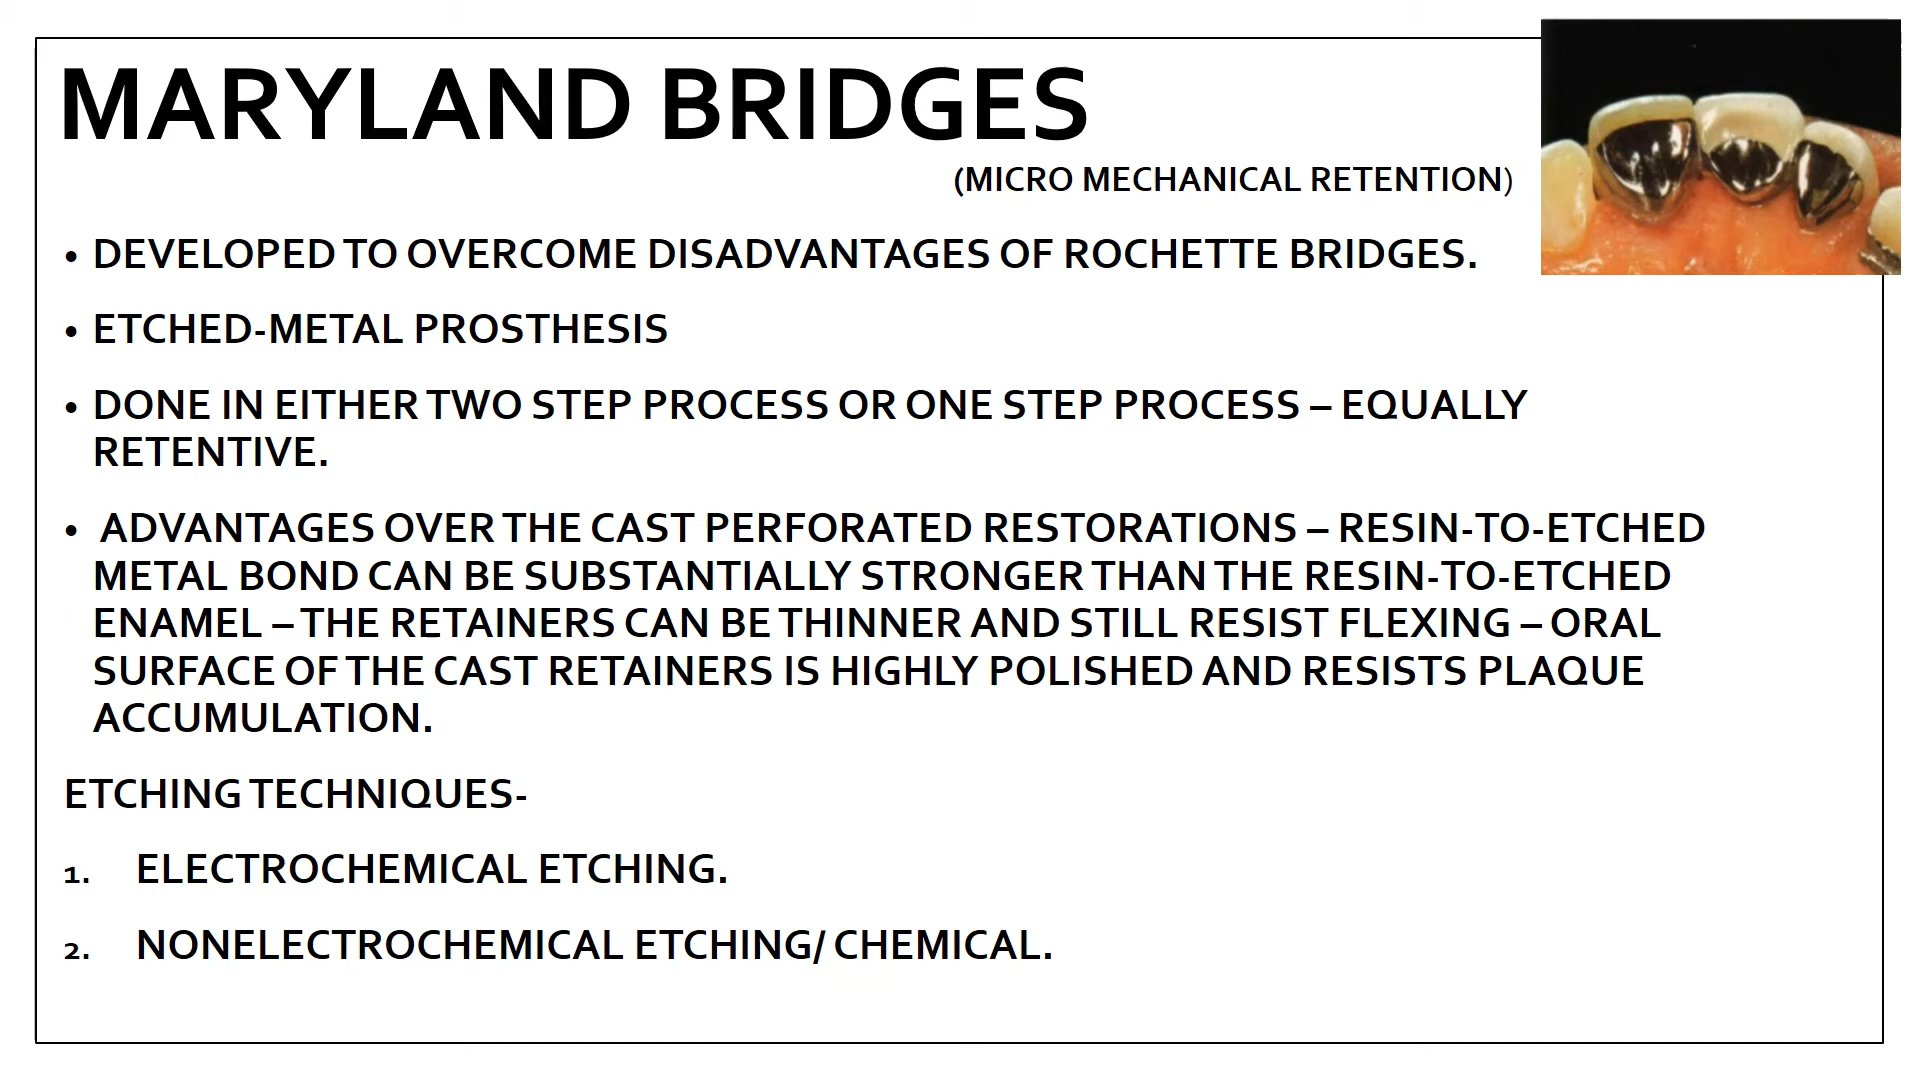 MARYLAND BRIDGES
(MICRO MECHANICAL RETENTION)
• DEVELOPED TO OVERCOME DISADVANTAGES OF ROCHETTE BRIDGES.
• ETCHED-METAL PROSTHESIS
• DONE IN EITHER TWO STEP PROCESS OR ONE STEP PROCESS – EQUALLY
RETENTIVE.
• ADVANTAGES OVER THE CAST PERFORATED RESTORATIONS – RESIN-TO-ETCHED
METAL BOND CAN BE SUBSTANTIALLY STRONGER THAN THE RESIN-TO-ETCHED
ENAMEL – THE RETAINERS CAN BE THINNER AND STILL RESIST FLEXING – ORAL
SURFACE OF THE CAST RETAINERS IS HIGHLY POLISHED AND RESISTS PLAQUE
ACCUMULATION.
ETCHING TECHNIQUES-
1. ELECTROCHEMICAL ETCHING.
2. NONELECTROCHEMICAL ETCHING/ CHEMICAL.